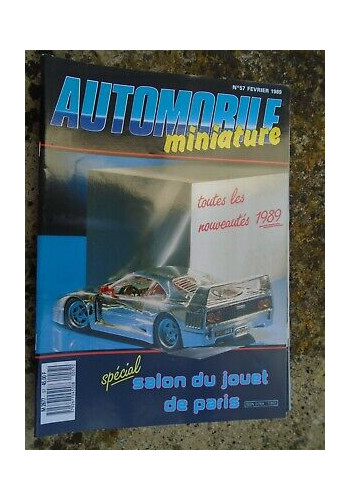 N°57 FEVRIER 1989
AUTOMOBILE
miniature
toutes les
nouveautés 1989
spécial
salon du jouet
de paris